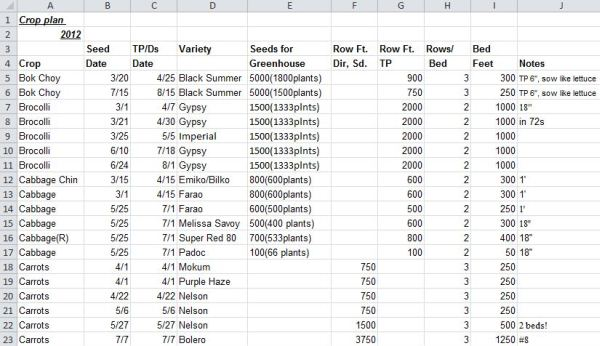 A B C D E F G H I J
1 Crop plan
2 2012
3 Seed TP/Ds Variety Seeds for Row Ft. Row Ft. Rows/ Bed
4 Crop Date Date Greenhouse Dir, Sd. TP Bed Feet Notes
5 Bok Choy 3/20 4/25 Black Summer 5000(1800plants) 900 3 300 TP 6", sow like lettuce
6 Bok Choy 7/15 8/15 Black Summer 5000(1500plants) 750 3 250 TP 6", sow like lettuce
7 Brocolli 3/1 4/7 Gypsy 1500(1333plnts) 2000 2 1000 18"
8 Brocolli 3/21 4/30 Gypsy 1500(1333plnts) 2000 2 1000 in 72s
9 Brocolli 3/25 5/5 Imperial 1500(1333plnts) 2000 2 1000
10 Brocolli 6/10 7/18 Gypsy 1500(1333plnts) 2000 2 1000
11 Brocolli 6/24 8/1 Gypsy 1500(1333plnts) 2000 2 1000
12 Cabbage Chin 3/15 4/15 Emiko/Bilko 800(600plants) 600 2 300 1'
13 Cabbage 3/1 4/15 Farao 800(600plants) 600 2 300 1'
14 Cabbage 5/25 7/1 Farao 600(500plants) 500 2 250 1'
15 Cabbage 5/25 7/1 Melissa Savoy 500(400 plants) 600 2 300 18"
16 Cabbage(R) 5/25 7/1 Super Red 80 700(533plants) 800 2 400 18"
17 Cabbage 5/25 7/1 Padoc 100(66 plants) 100 2 50 18"
18 Carrots 4/1 4/1 Mokum 750 3 250
19 Carrots 4/1 4/1 Purple Haze 750 3 250
20 Carrots 4/22 4/22 Nelson 750 3 250
21 Carrots 5/6 5/6 Nelson 750 3 250
22 Carrots 5/27 5/27 Nelson 1500 3 500 2 beds!
23 Carrots 7/7 7/7 Bolero 3750 3 1250 #8